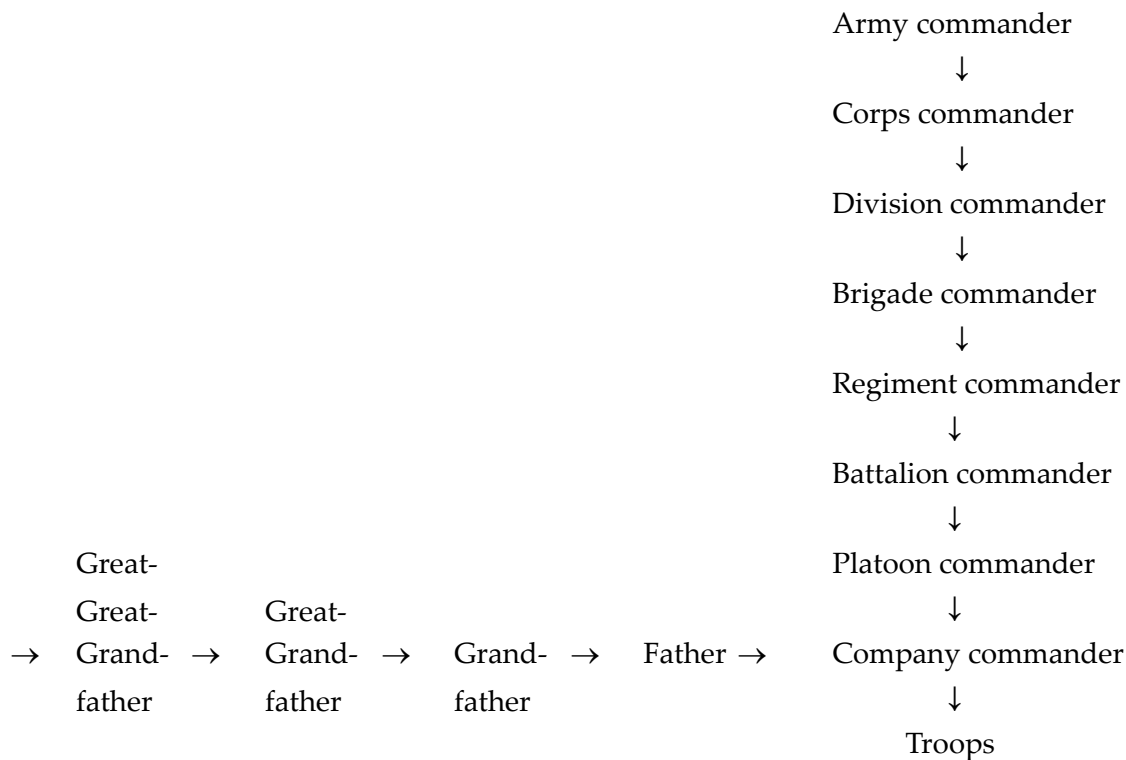 Army commander
↓
Corps commander
↓
Division commander
↓
Brigade commander
↓
Regiment commander
↓
Battalion commander
↓
Great- Platoon commander
↓
Great- Great-
→ Grand- → Grand- → Grand- → Father → Company commander
father father father
↓
Troops